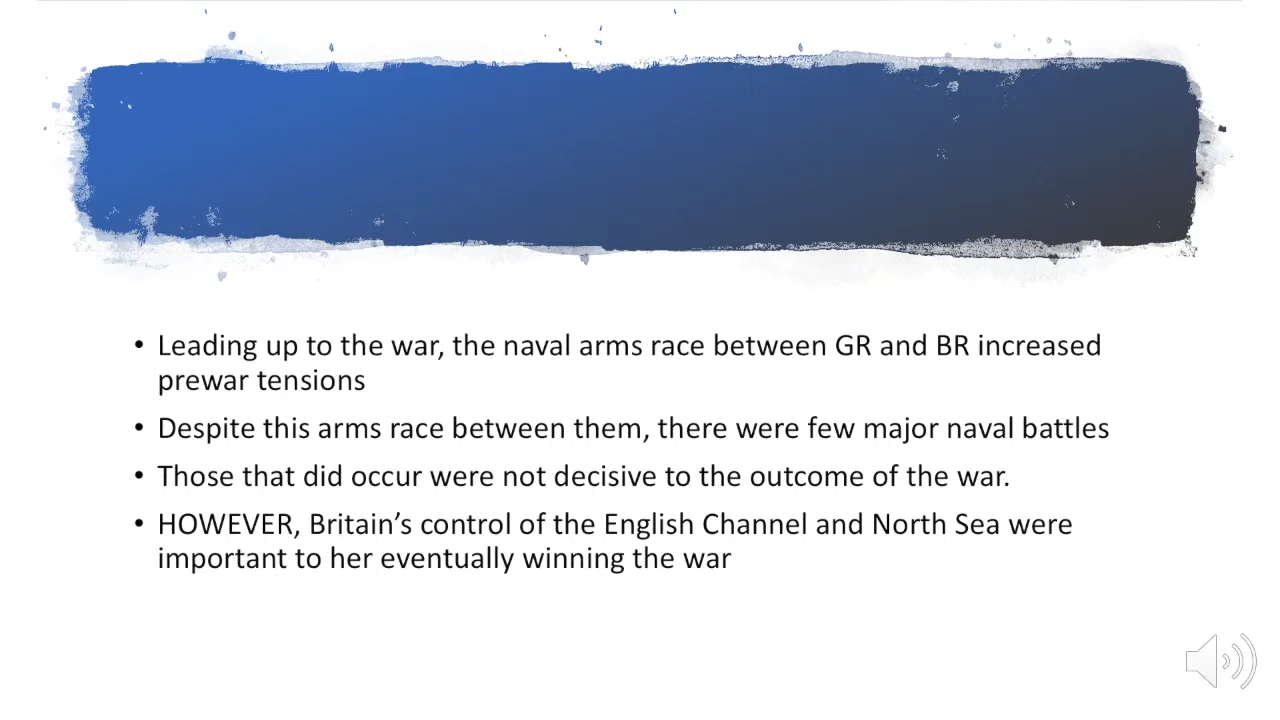 • Leading up to the war, the naval arms race between GR and BR increased
prewar tensions
• Despite this arms race between them, there were few major naval battles
• Those that did occur were not decisive to the outcome of the war.
• HOWEVER, Britain’s control of the English Channel and North Sea were
important to her eventually winning the war